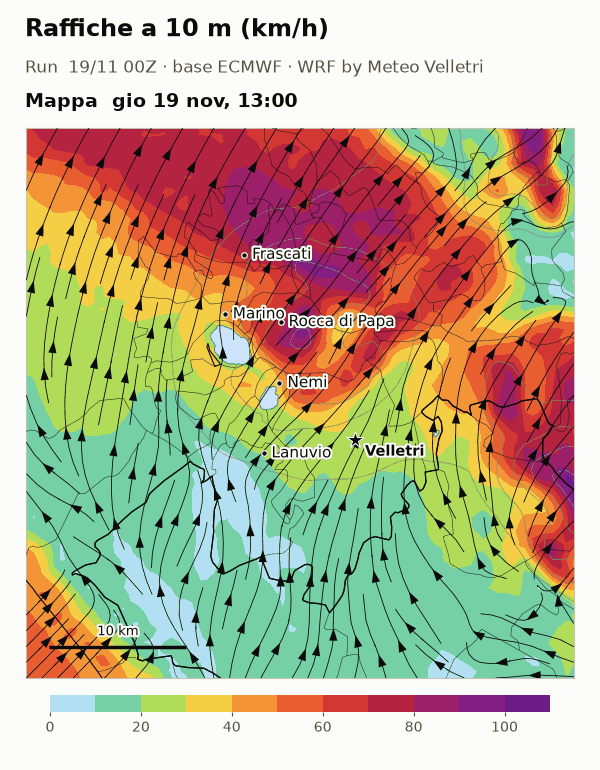 Raffiche a 10 m (km/h)
Run 19/11 00Z · base ECMWF · WRF by Meteo Velletri
Mappa gio 19 nov, 13:00
Frascati
Marino
Rocca di Papa
Nemi
Lanuvio
Velletri
10 km
0 20 40 60 80 100